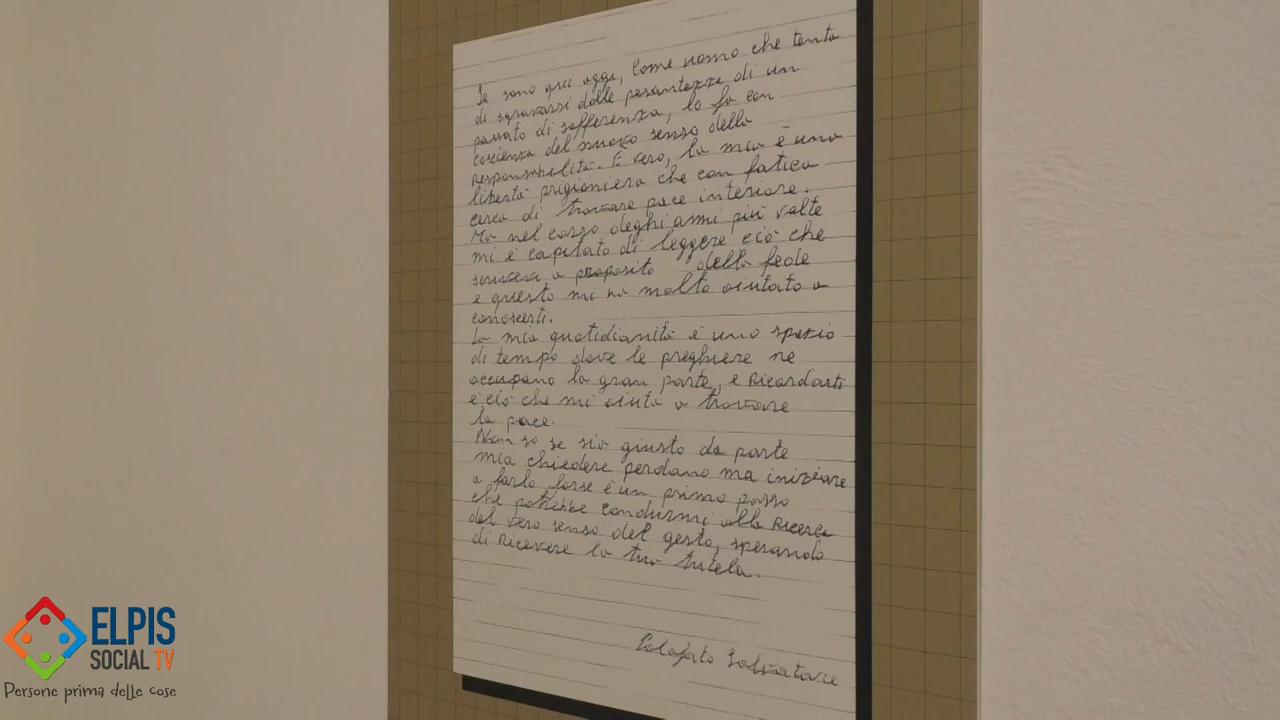 Se sono qui oggi, come uomo che tenta
di sgravarsi dalle pesantezze di un
passato di sofferenza, lo fa con
coscienza del nuovo senso della
responsabilità. È vero, la mia è una
libertà prigioniera che con fatica
cerca di trovare pace interiore.
Ma nel corso degli anni più volte
mi è capitato di leggere ciò che
scrivevi a proposito della fede
e questo mi ha molto aiutato a
conoscerti.
La mia quotidianità è uno spazio
di tempo dove le preghiere ne
occupano la gran parte, e Ricordarti
è ciò che mi aiuta a trovare
la pace.
Non so se sia giusto da parte
mia chiedere perdono ma iniziare
a farlo forse è un primo passo
che potrebbe condurmi alla Ricerca
del vero senso del gesto, sperando
di Ricevere la tua tutela.
Salvatore
ELPIS
SOCIAL TV
Persone prima delle cose